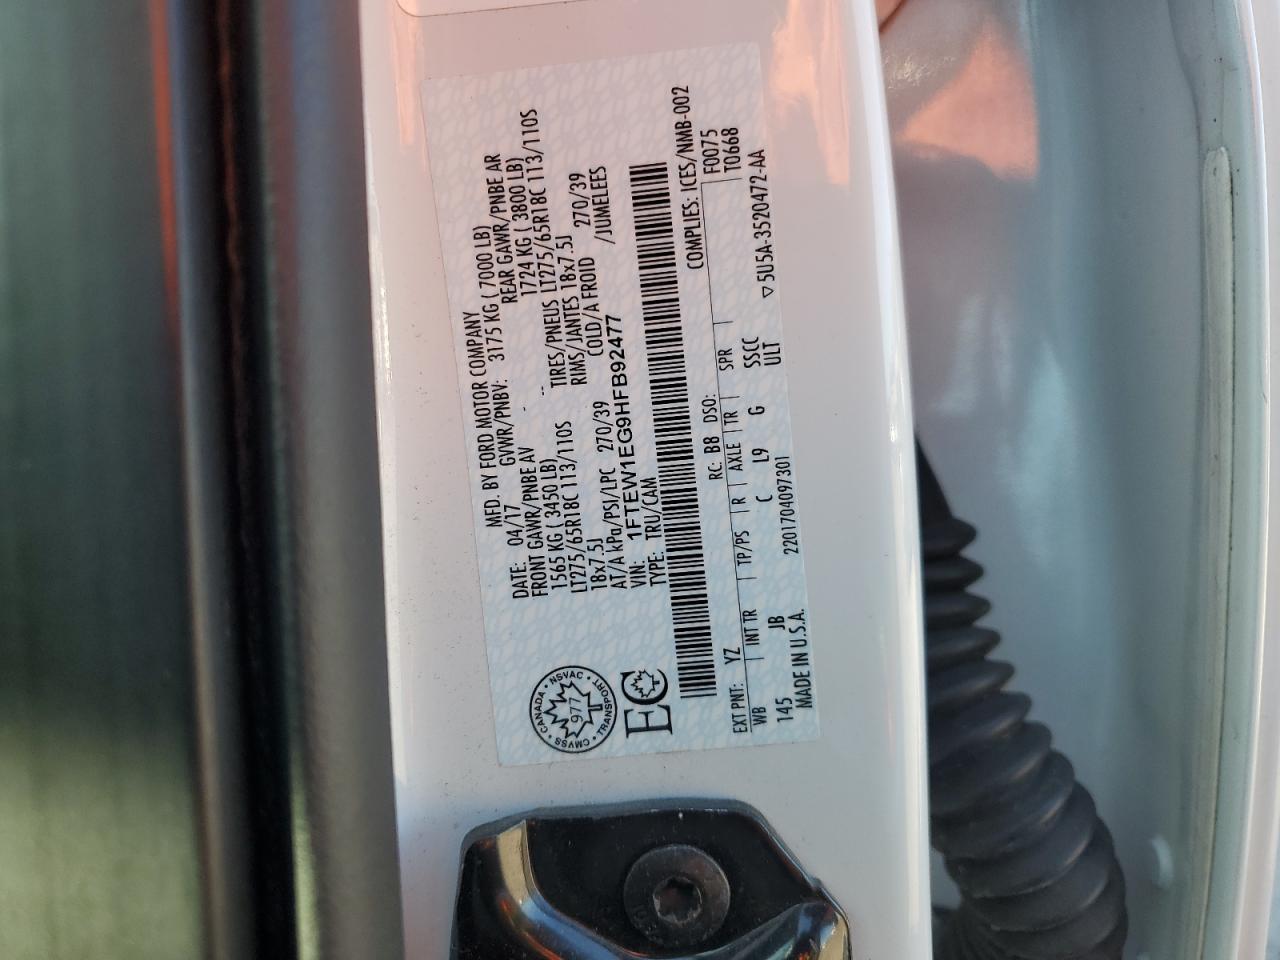 MFD. BY FORD MOTOR COMPANY
DATE: 04/17 GVWR/PNBV: 3175 KG ( 7000 LB)
FRONT GAWR/PNBE AV REAR GAWR/PNBE AR
1565 KG ( 3450 LB) 1724 KG ( 3800 LB)
LT275/65R18C 113/110S TIRES/PNEUS LT275/65R18C 113/110S
18x7.5J RIMS/JANTES 18x7.5J
AT/A kPa/PSI/LPC 270/39 COLD/A FROID 270/39
VIN: 1FTEW1EG9HFB92477 /JUMELEES
TYPE: TRU/CAM
CANADA • NSVAC • TRANSPORT • CMVSS •
977
EC
COMPLIES: ICES/NMB-002
RC: B8 DSO: F0075
EXT PNT: YZ T0668
WB INT TR TP/PS R AXLE TR SPR
145 JB C L9 G SSCC ▽5U5A-3520472-AA
MADE IN U.S.A. 2201704097301 ULT